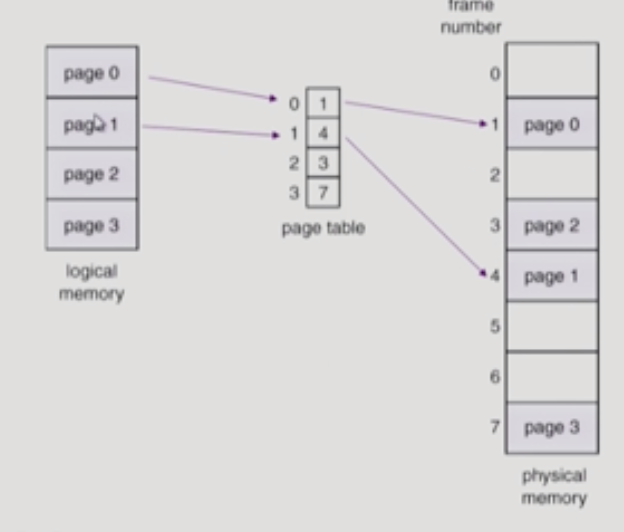 frame
number
page 0
page 1
page 2
page 3
logical
memory
0 1
1 4
2 3
3 7
page table
0
1 page 0
2
3 page 2
4 page 1
5
6
7 page 3
physical
memory